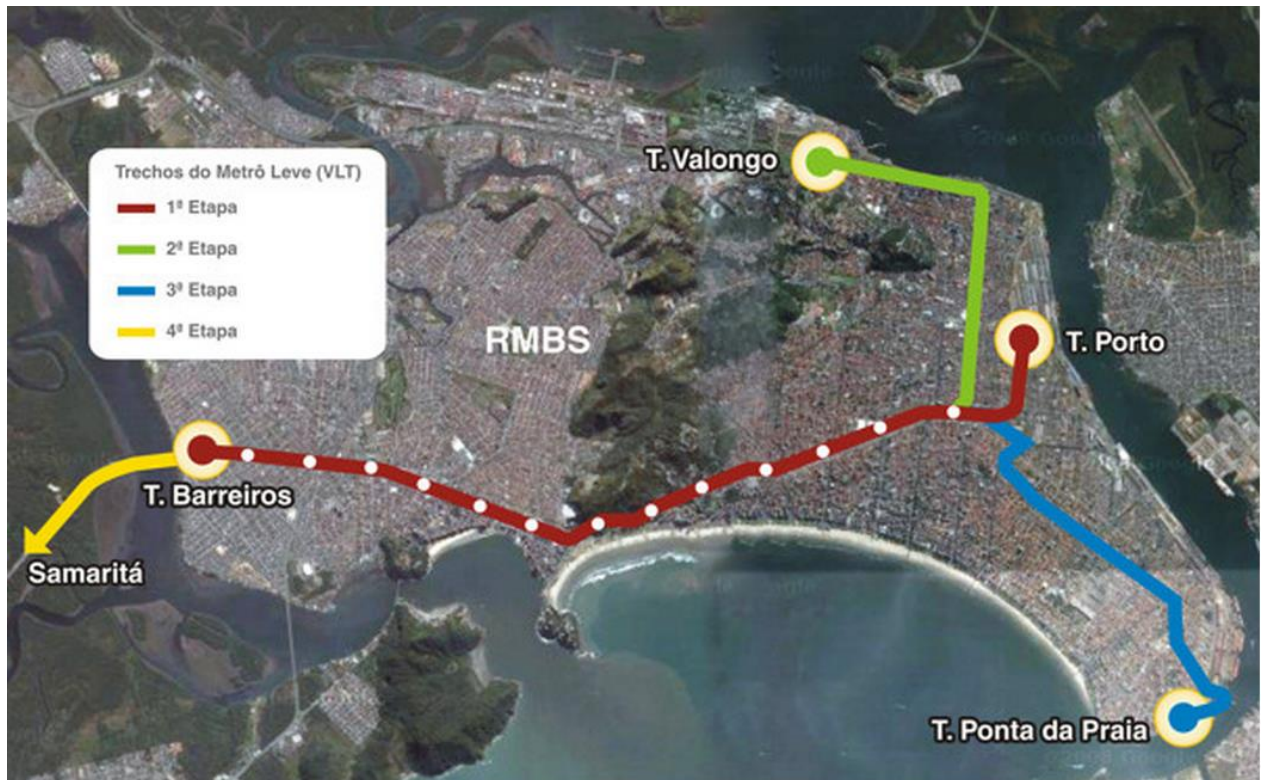 T. Valongo
Trechos do Metrô Leve (VLT)
1ª Etapa
2ª Etapa
3ª Etapa
4ª Etapa
RMBS
T. Porto
T. Barreiros
Samaritá
T. Ponta da Praia